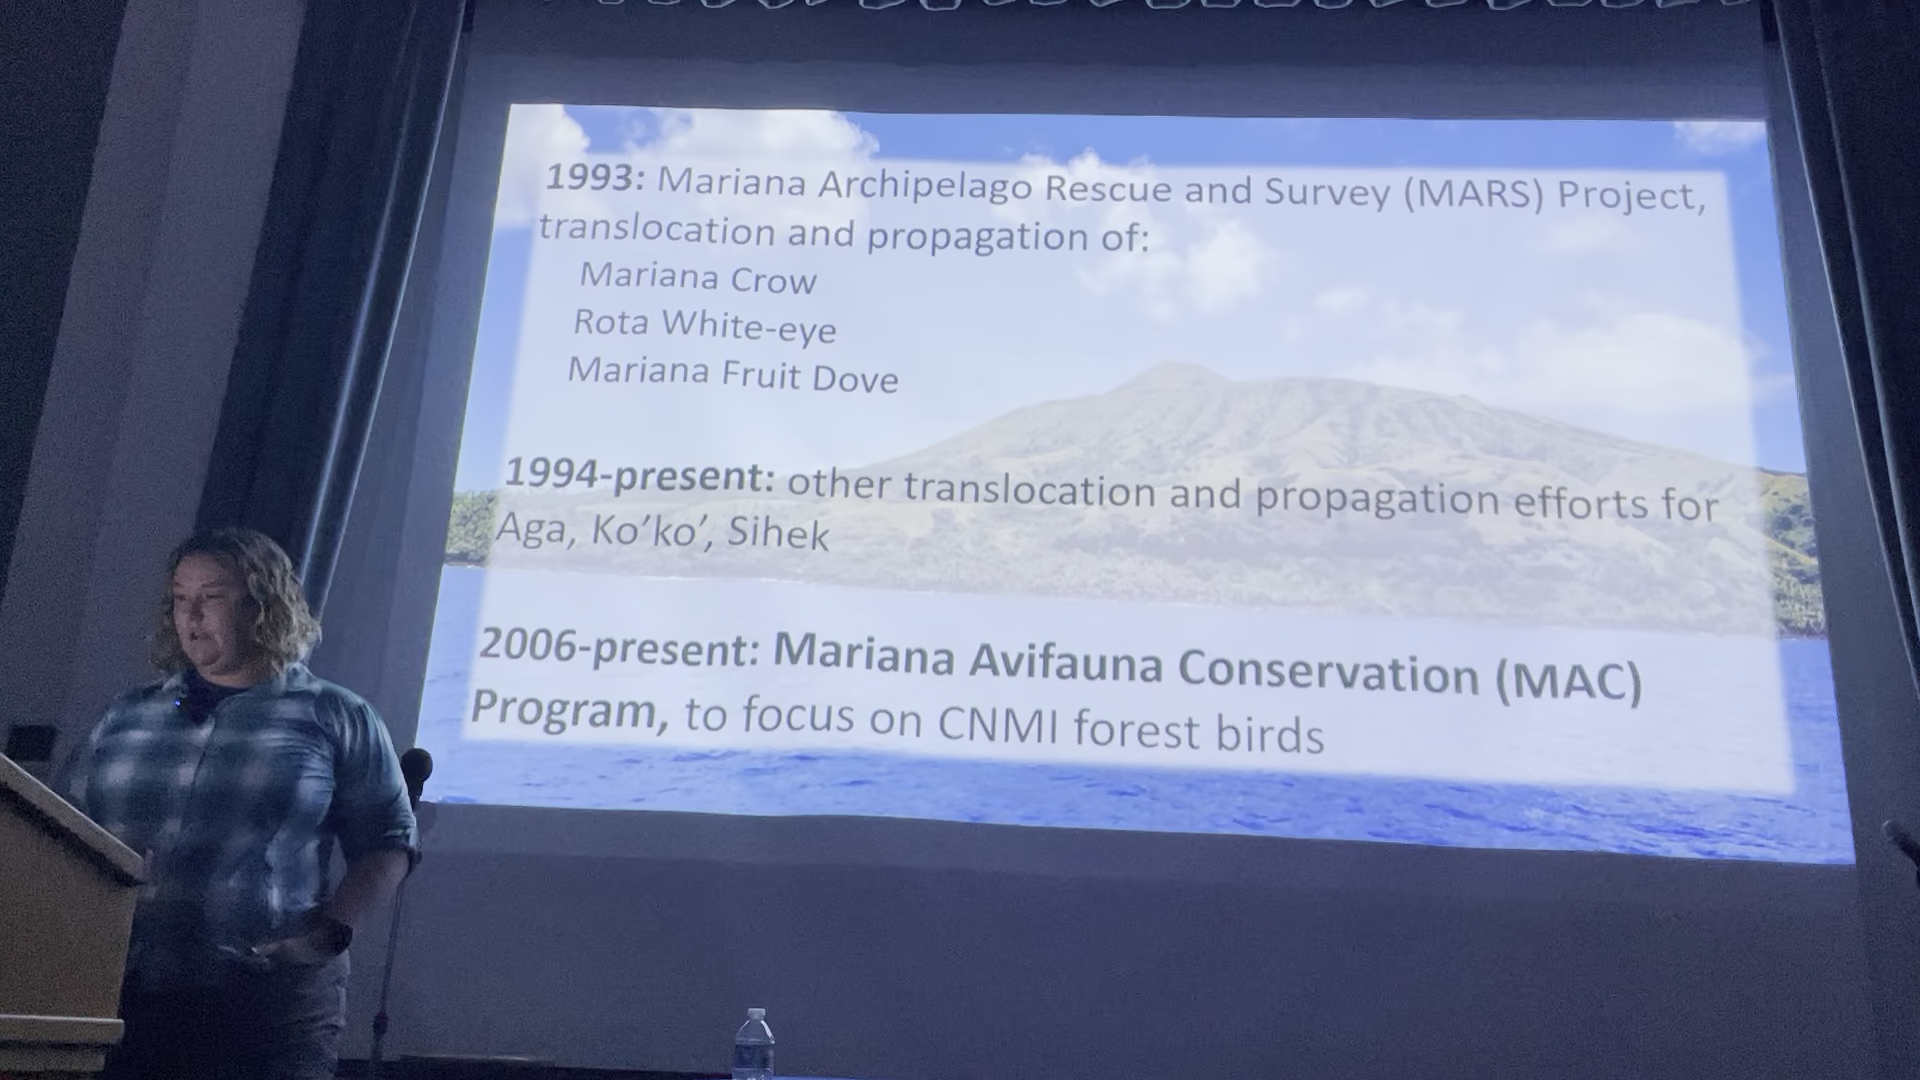 1993: Mariana Archipelago Rescue and Survey (MARS) Project,
translocation and propagation of:
Mariana Crow
Rota White-eye
Mariana Fruit Dove
1994-present: other translocation and propagation efforts for
Aga, Ko’ko’, Sihek
2006-present: Mariana Avifauna Conservation (MAC)
Program, to focus on CNMI forest birds